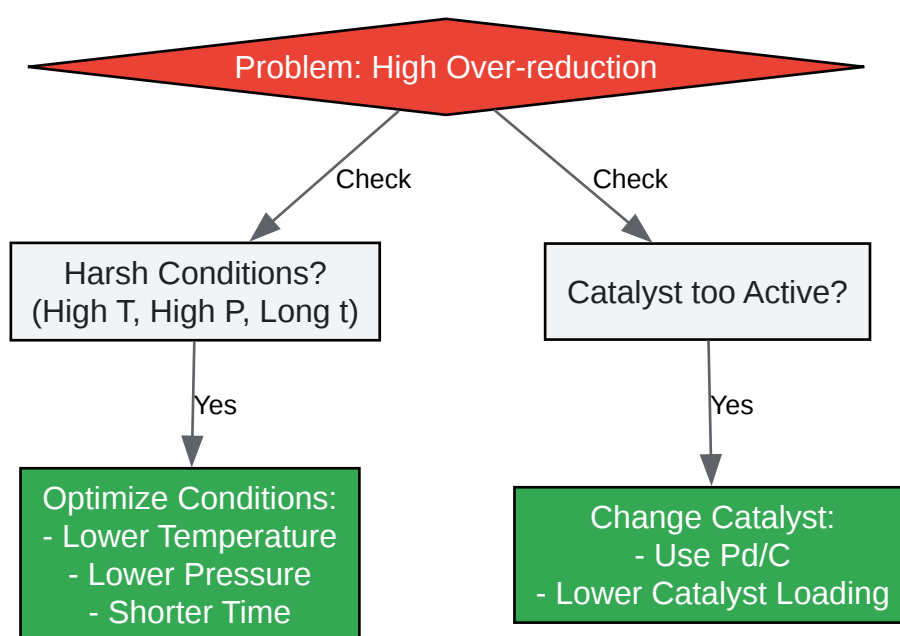 Problem: High Over-reduction
Check
Check
Harsh Conditions?
(High T, High P, Long t)
Catalyst too Active?
Yes
Yes
Optimize Conditions:
- Lower Temperature
- Lower Pressure
- Shorter Time
Change Catalyst:
- Use Pd/C
- Lower Catalyst Loading